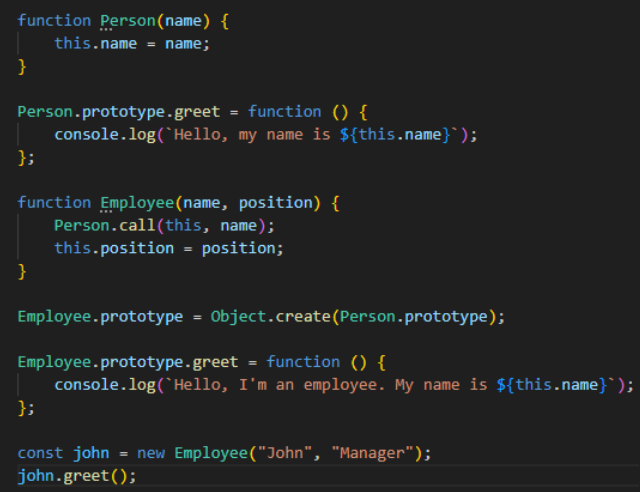 function Person(name) {
    this.name = name;
}

Person.prototype.greet = function () {
    console.log(`Hello, my name is ${this.name}`);
};

function Employee(name, position) {
    Person.call(this, name);
    this.position = position;
}

Employee.prototype = Object.create(Person.prototype);

Employee.prototype.greet = function () {
    console.log(`Hello, I'm an employee. My name is ${this.name}`);
};

const john = new Employee("John", "Manager");
john.greet();